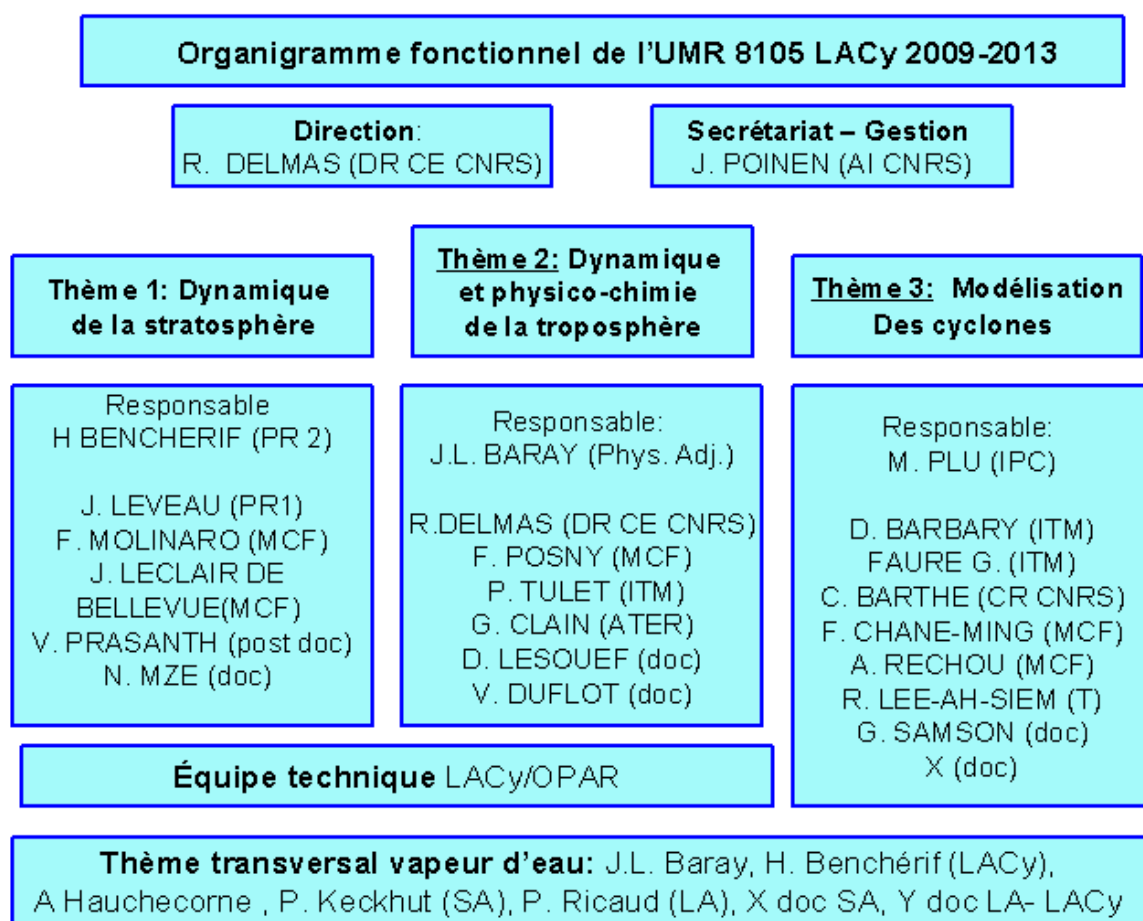 Organigramme fonctionnel de l'UMR 8105 LACy 2009-2013
Direction:
R. DELMAS (DR CE CNRS)
Secrétariat – Gestion
J. POINEN (AI CNRS)
Thème 1: Dynamique
de la stratosphère
Thème 2: Dynamique
et physico-chimie
de la troposphère
Thème 3: Modélisation
Des cyclones
Responsable
H BENCHERIF (PR 2)
J. LEVEAU (PR1)
F. MOLINARO (MCF)
J. LECLAIR DE
BELLEVUE(MCF)
V. PRASANTH (post doc)
N. MZE (doc)
Responsable:
J.L. BARAY (Phys. Adj.)
R.DELMAS (DR CE CNRS)
F. POSNY (MCF)
P. TULET (ITM)
G. CLAIN (ATER)
D. LESOUEF (doc)
V. DUFLOT (doc)
Responsable:
M. PLU (IPC)
D. BARBARY (ITM)
FAURE G. (ITM)
C. BARTHE (CR CNRS)
F. CHANE-MING (MCF)
A. RECHOU (MCF)
R. LEE-AH-SIEM (T)
G. SAMSON (doc)
X (doc)
Équipe technique LACy/OPAR
Thème transversal vapeur d'eau: J.L. Baray, H. Benchérif (LACy),
A Hauchecorne , P. Keckhut (SA), P. Ricaud (LA), X doc SA, Y doc LA- LACy